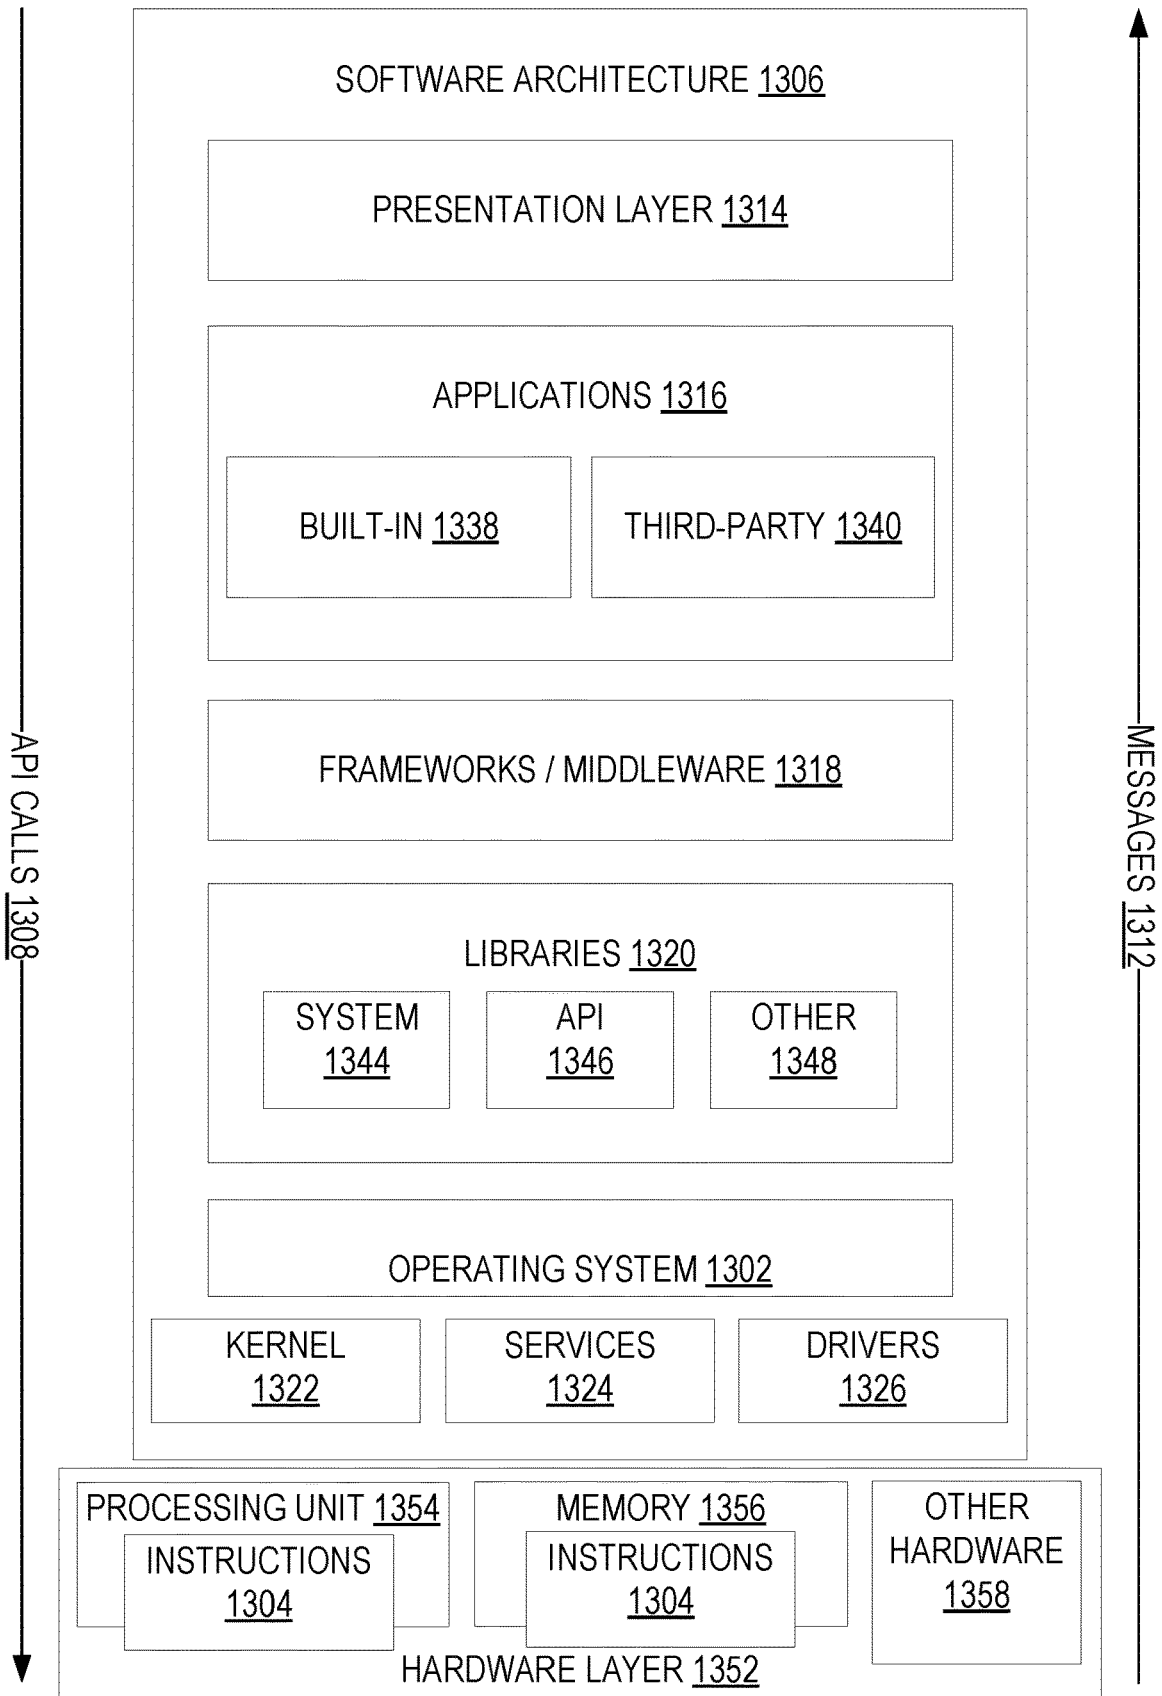 SOFTWARE ARCHITECTURE 1306
PRESENTATION LAYER 1314
APPLICATIONS 1316
BUILT-IN 1338
THIRD-PARTY 1340
FRAMEWORKS / MIDDLEWARE 1318
API CALLS 1308
MESSAGES 1312
LIBRARIES 1320
SYSTEM
1344
API
1346
OTHER
1348
OPERATING SYSTEM 1302
KERNEL
1322
SERVICES
1324
DRIVERS
1326
PROCESSING UNIT 1354
INSTRUCTIONS
1304
MEMORY 1356
INSTRUCTIONS
1304
OTHER
HARDWARE
1358
HARDWARE LAYER 1352